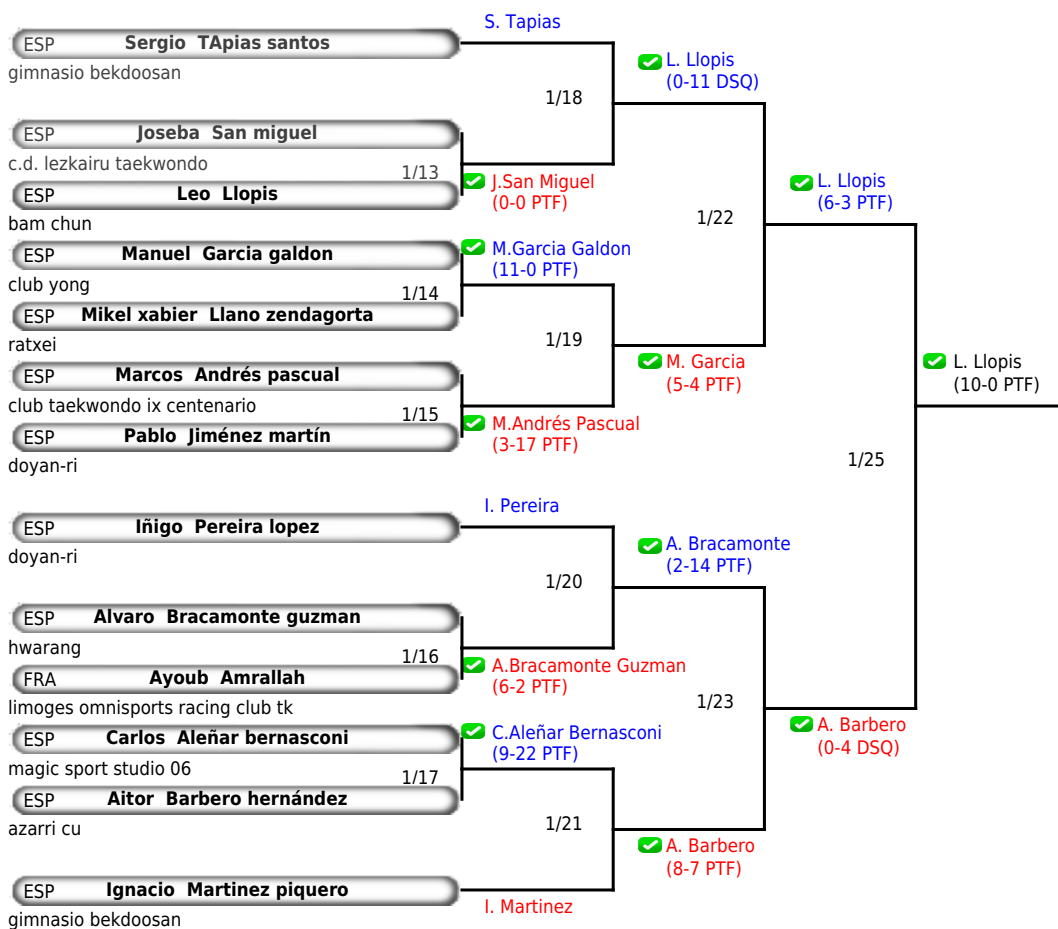 S. Tapias
ESP Sergio TApias santos
gimnasio bekdoosan
L. Llopis
(0-11 DSQ)
1/18
ESP Joseba San miguel
c.d. lezkairu taekwondo
1/13
J.San Miguel
(0-0 PTF)
ESP Leo Llopis
bam chun
L. Llopis
(6-3 PTF)
1/22
ESP Manuel Garcia galdon
club yong
M.Garcia Galdon
(11-0 PTF)
1/14
ESP Mikel xabier Llano zendagorta
ratxei
1/19
M. Garcia
(5-4 PTF)
L. Llopis
(10-0 PTF)
ESP Marcos Andrés pascual
club taekwondo ix centenario
1/15
M.Andrés Pascual
(3-17 PTF)
ESP Pablo Jiménez martín
doyan-ri
1/25
I. Pereira
ESP Iñigo Pereira lopez
doyan-ri
A. Bracamonte
(2-14 PTF)
1/20
ESP Alvaro Bracamonte guzman
hwarang
1/16
A.Bracamonte Guzman
(6-2 PTF)
FRA Ayoub Amrallah
limoges omnisports racing club tk
1/23
A. Barbero
(0-4 DSQ)
ESP Carlos Aleñar bernasconi
magic sport studio 06
C.Aleñar Bernasconi
(9-22 PTF)
1/17
ESP Aitor Barbero hernández
azarri cu
1/21
A. Barbero
(8-7 PTF)
ESP Ignacio Martinez piquero
gimnasio bekdoosan
I. Martinez